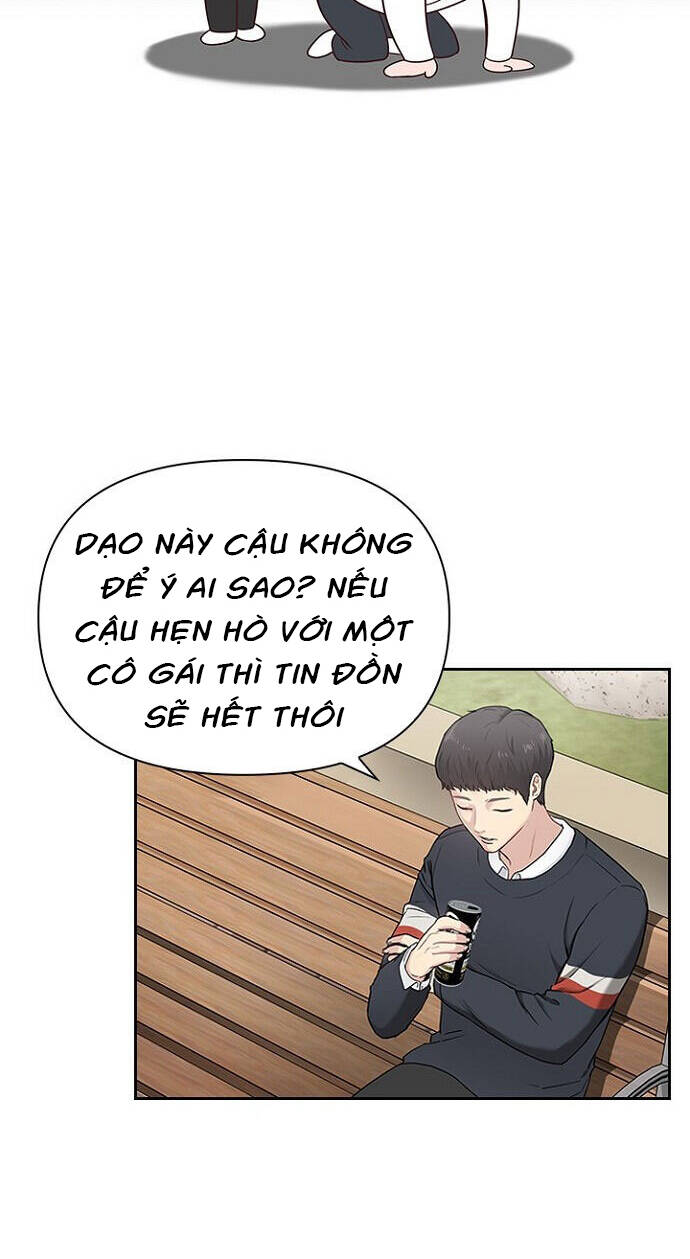 DẠO NÀY CẬU KHÔNG
ĐỂ Ý AI SAO? NẾU
CẬU HẸN HÒ VỚI MỘT
CÔ GÁI THÌ TIN ĐỒN
SẼ HẾT THÔI